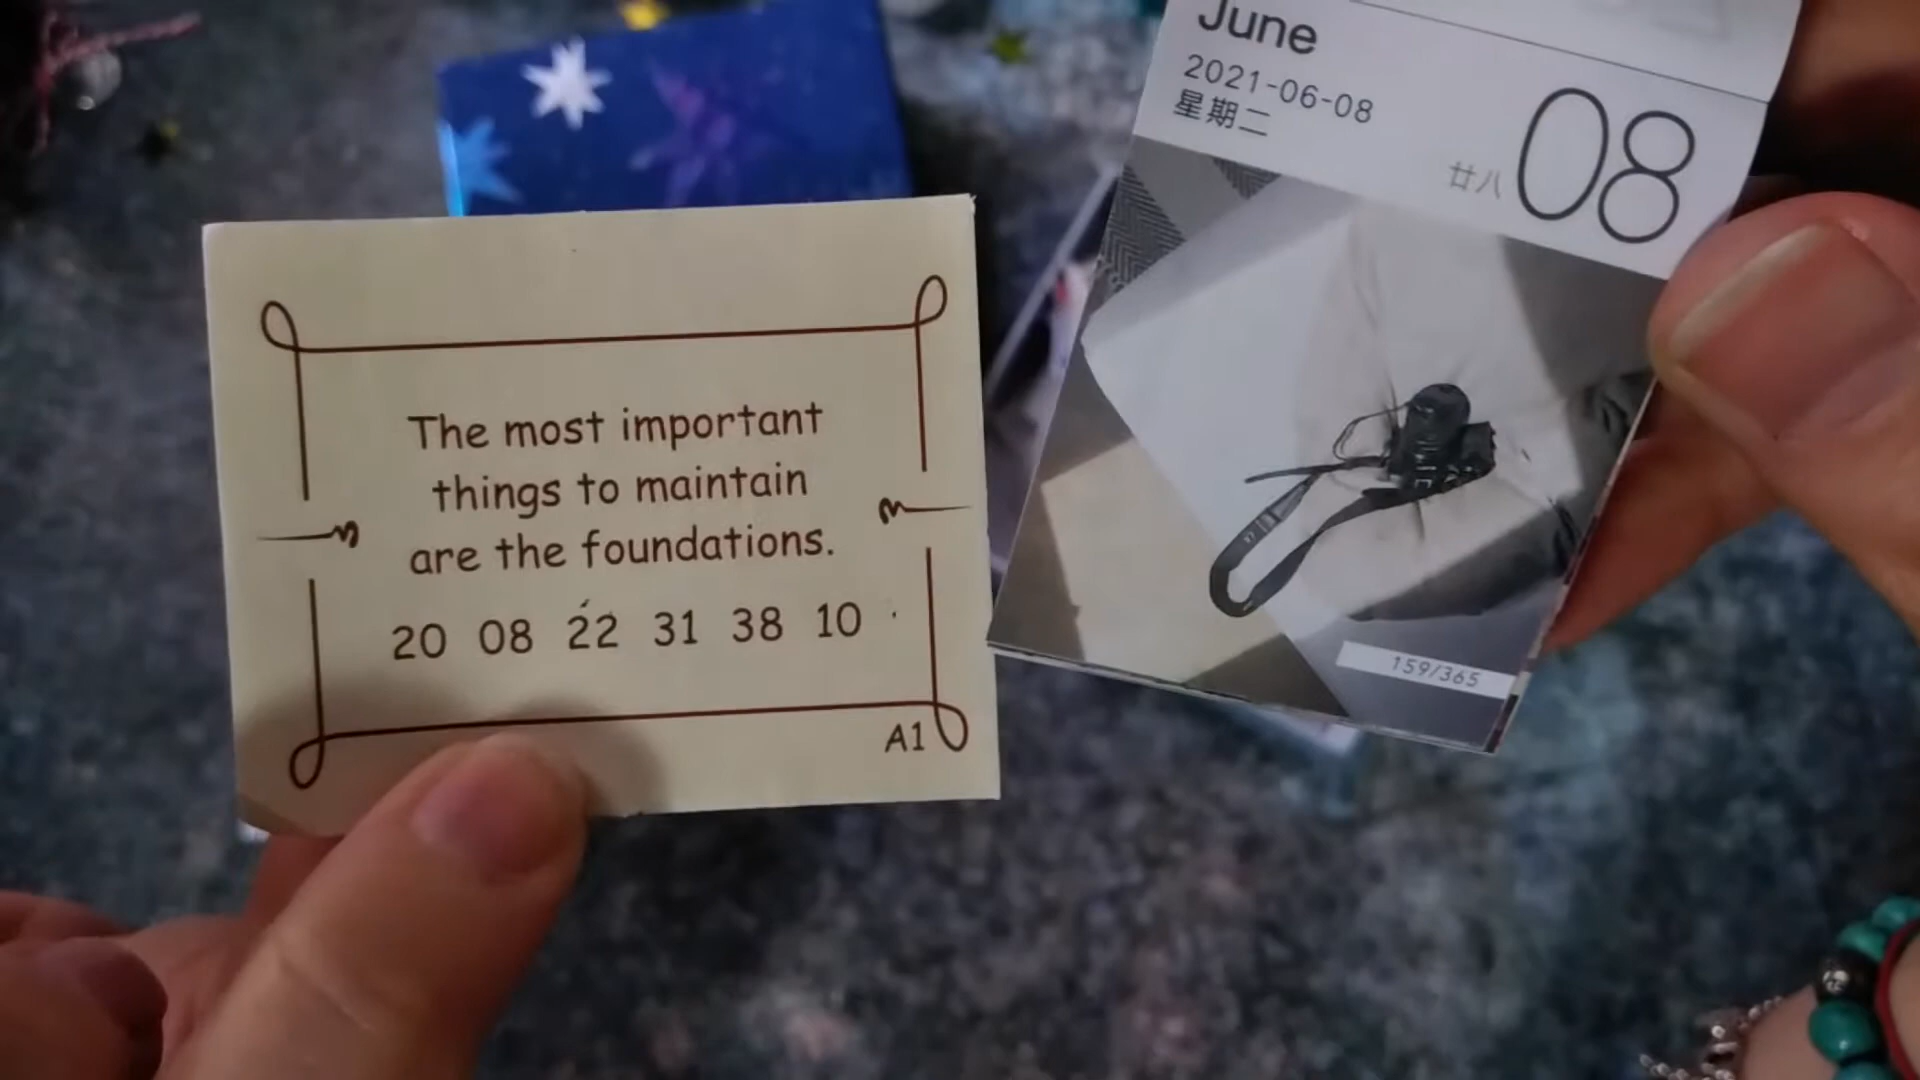 The most important
things to maintain
are the foundations.
20 08 22 31 38 10
A1
June
2021-06-08
星期二
廿八
08
159/365